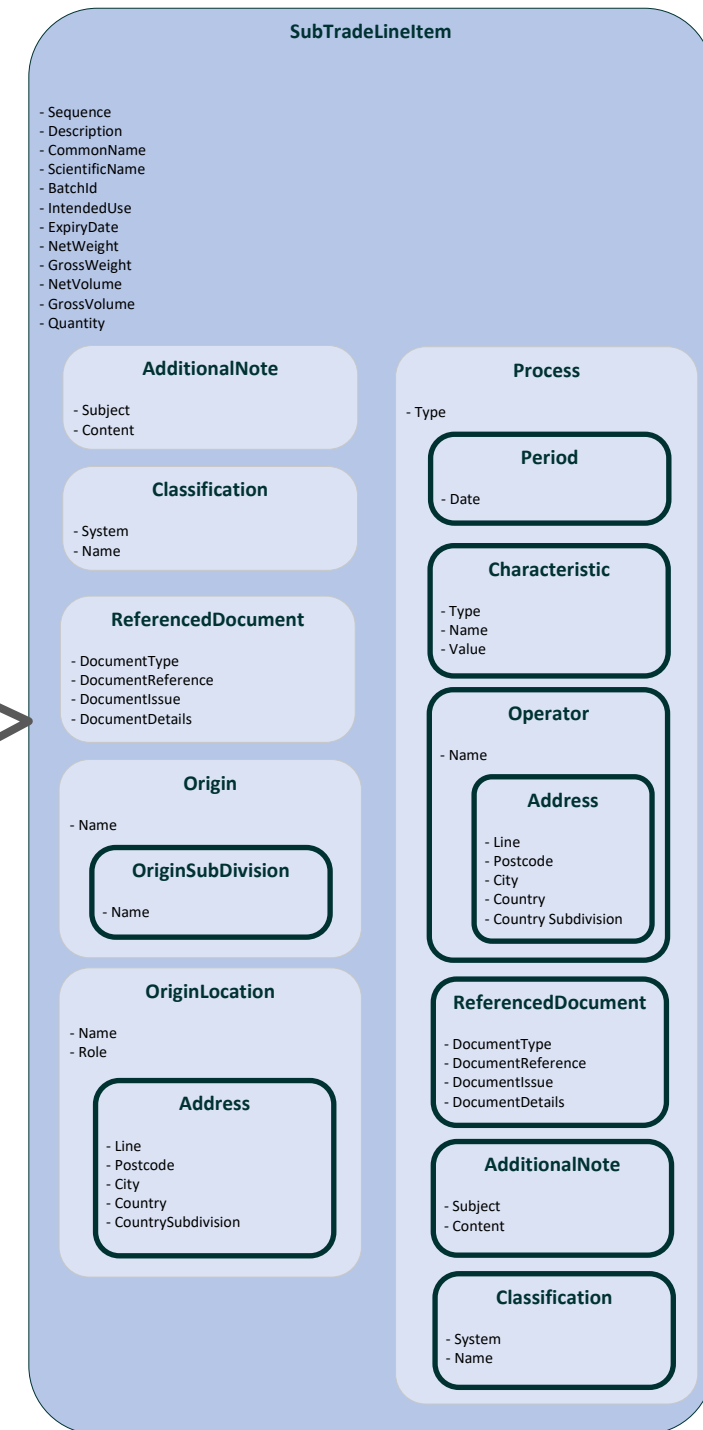 SubTradeLineItem
- Sequence
- Description
- CommonName
- ScientificName
- BatchId
- IntendedUse
- ExpiryDate
- NetWeight
- GrossWeight
- NetVolume
- GrossVolume
- Quantity
AdditionalNote
- Subject
- Content
Classification
- System
- Name
ReferencedDocument
- DocumentType
- DocumentReference
- DocumentIssue
- DocumentDetails
Origin
- Name
OriginSubDivision
- Name
OriginLocation
- Name
- Role
Address
- Line
- Postcode
- City
- Country
- CountrySubdivision
Process
- Type
Period
- Date
Characteristic
- Type
- Name
- Value
Operator
- Name
Address
- Line
- Postcode
- City
- Country
- Country Subdivision
ReferencedDocument
- DocumentType
- DocumentReference
- DocumentIssue
- DocumentDetails
AdditionalNote
- Subject
- Content
Classification
- System
- Name